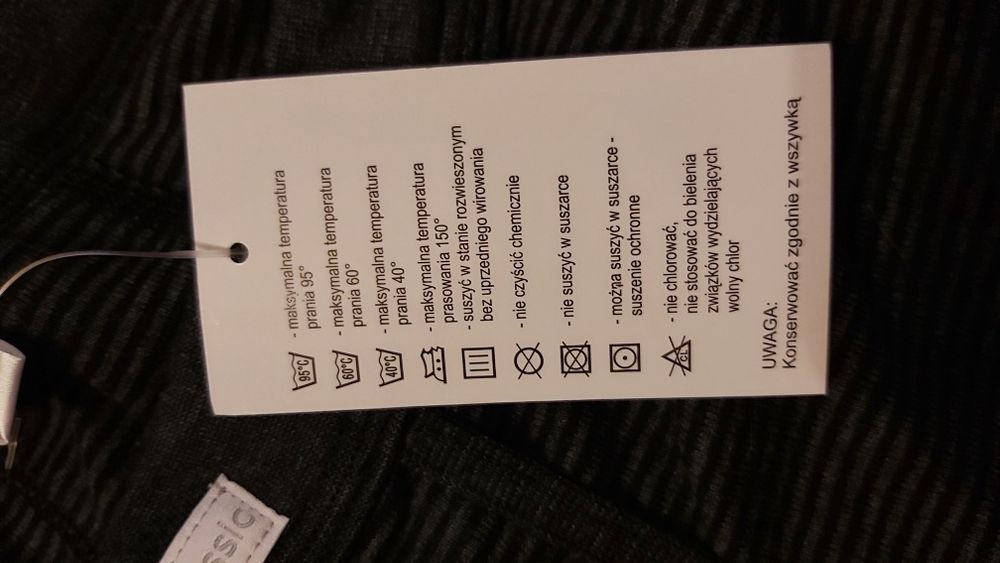 95°C - maksymalna temperatura
prania 95°
60°C - maksymalna temperatura
prania 60°
40°C - maksymalna temperatura
prania 40°
- maksymalna temperatura
prasowania 150°
- suszyć w stanie rozwieszonym
bez uprzedniego wirowania
- nie czyścić chemicznie
- nie suszyć w suszarce
- można suszyć w suszarce -
suszenie ochronne
CL - nie chlorować,
nie stosować do bielenia
związków wydzielających
wolny chlor
UWAGA:
Konserwować zgodnie z wszywką